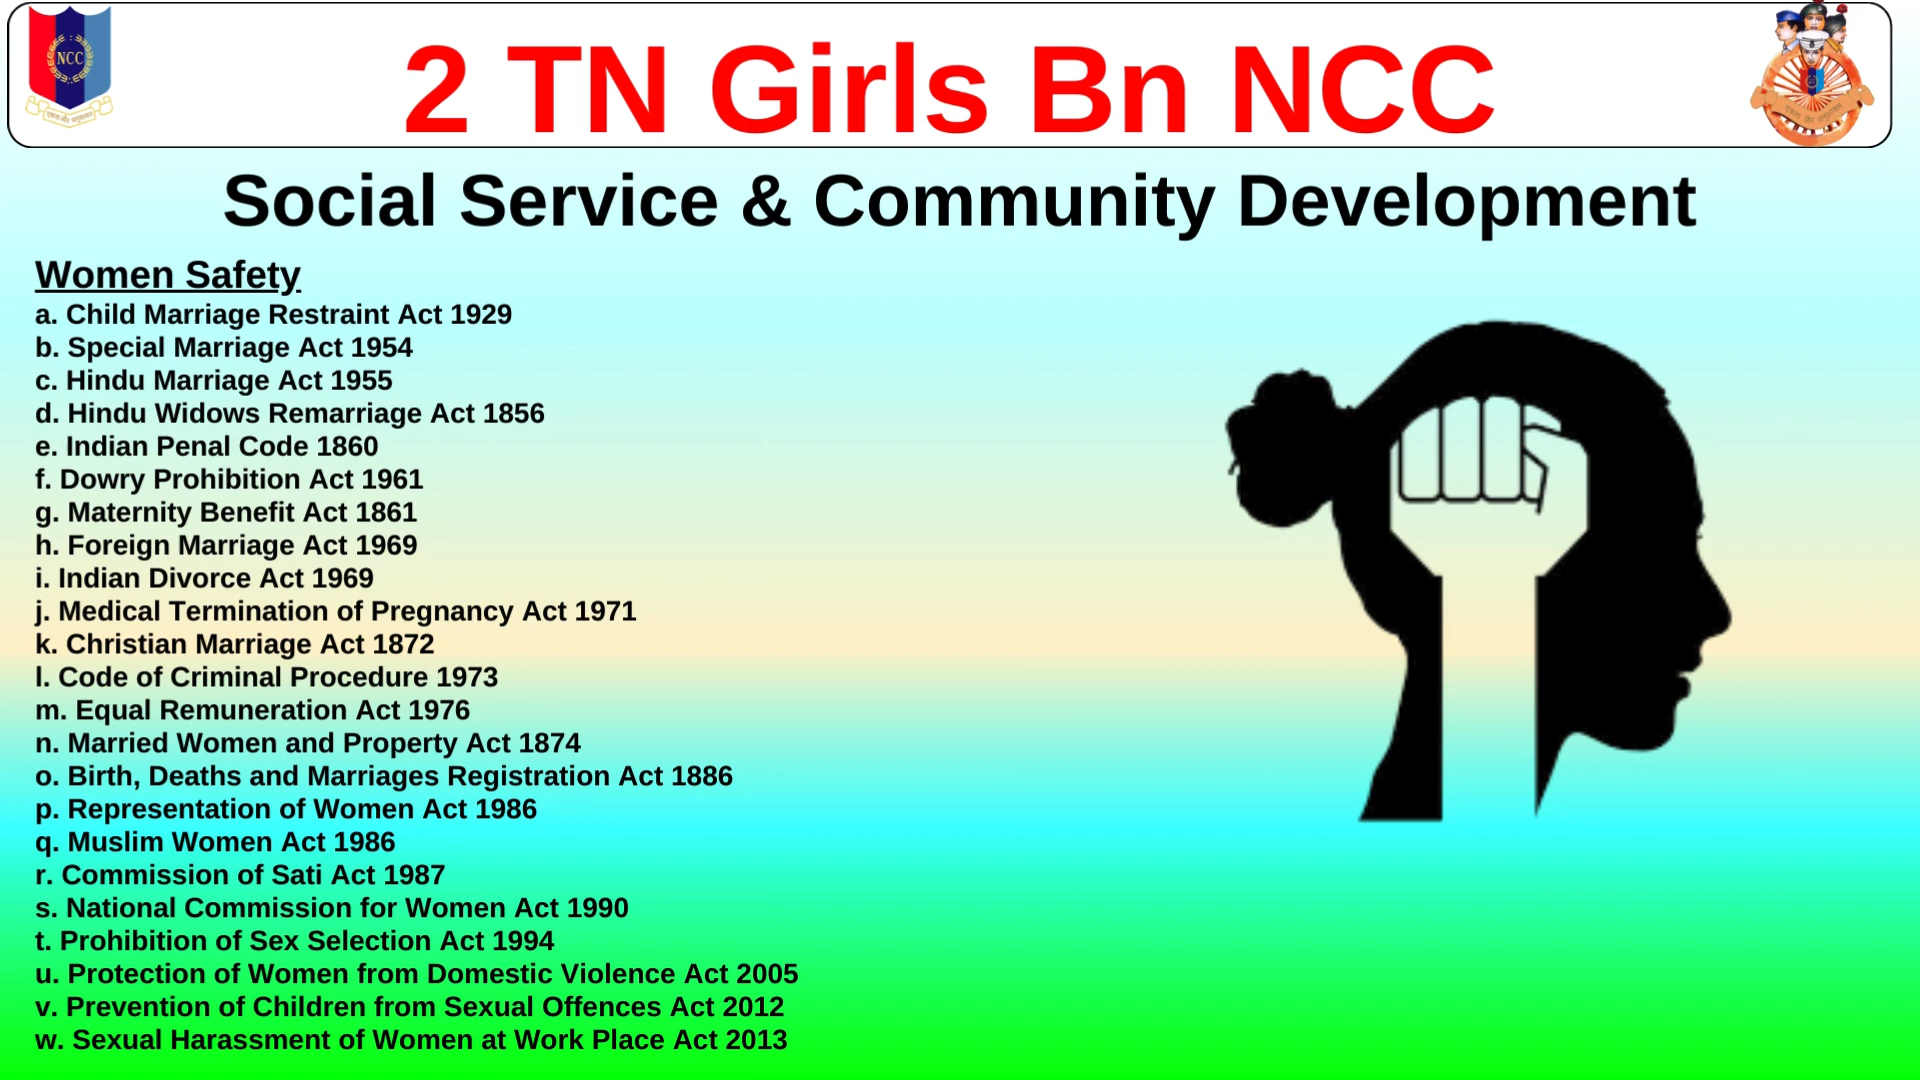 NCC
2 TN Girls Bn NCC
Social Service & Community Development
Women Safety
a. Child Marriage Restraint Act 1929
b. Special Marriage Act 1954
c. Hindu Marriage Act 1955
d. Hindu Widows Remarriage Act 1856
e. Indian Penal Code 1860
f. Dowry Prohibition Act 1961
g. Maternity Benefit Act 1861
h. Foreign Marriage Act 1969
i. Indian Divorce Act 1969
j. Medical Termination of Pregnancy Act 1971
k. Christian Marriage Act 1872
l. Code of Criminal Procedure 1973
m. Equal Remuneration Act 1976
n. Married Women and Property Act 1874
o. Birth, Deaths and Marriages Registration Act 1886
p. Representation of Women Act 1986
q. Muslim Women Act 1986
r. Commission of Sati Act 1987
s. National Commission for Women Act 1990
t. Prohibition of Sex Selection Act 1994
u. Protection of Women from Domestic Violence Act 2005
v. Prevention of Children from Sexual Offences Act 2012
w. Sexual Harassment of Women at Work Place Act 2013